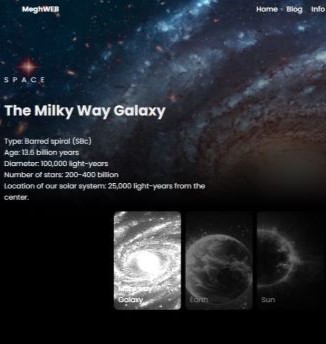 MeghWEB
Home Blog Info
SPACE
The Milky Way Galaxy
Type: Barred spiral (SBc)
Age: 13.6 billion years
Diameter: 100,000 light-years
Number of stars: 200-400 billion
Location of our solar system: 25,000 light-years from the
center.
Milky Way
Galaxy
Earth
Sun